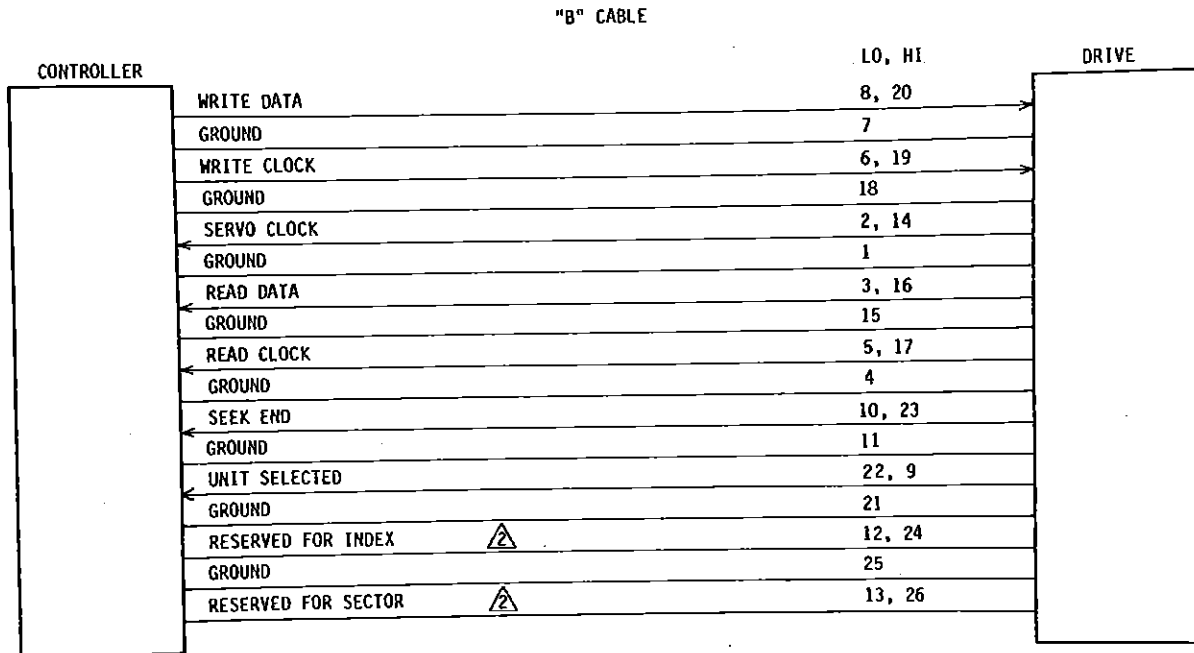 "B" CABLE
LO, HI
CONTROLLER
DRIVE
WRITE DATA 8, 20
GROUND 7
WRITE CLOCK 6, 19
GROUND 18
SERVO CLOCK 2, 14
GROUND 1
READ DATA 3, 16
GROUND 15
READ CLOCK 5, 17
GROUND 4
SEEK END 10, 23
GROUND 11
UNIT SELECTED 22, 9
GROUND 21
RESERVED FOR INDEX 2 12, 24
GROUND 25
RESERVED FOR SECTOR 2 13, 26